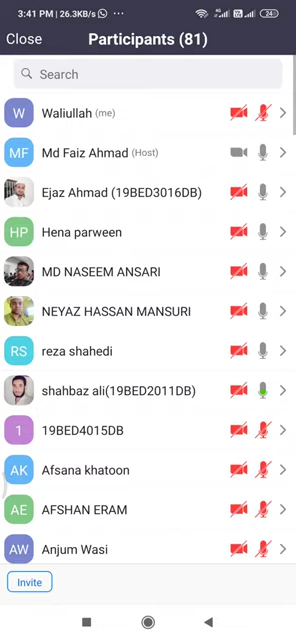 3:41 PM | 26.3KB/s
24
Close
Participants (81)
Search
W
Waliullah (me)
MF
Md Faiz Ahmad (Host)
Ejaz Ahmad (19BED3016DB)
HP
Hena parween
MD NASEEM ANSARI
NEYAZ HASSAN MANSURI
RS
reza shahedi
shahbaz ali(19BED2011DB)
1
19BED4015DB
AK
Afsana khatoon
AE
AFSHAN ERAM
AW
Anjum Wasi
Invite